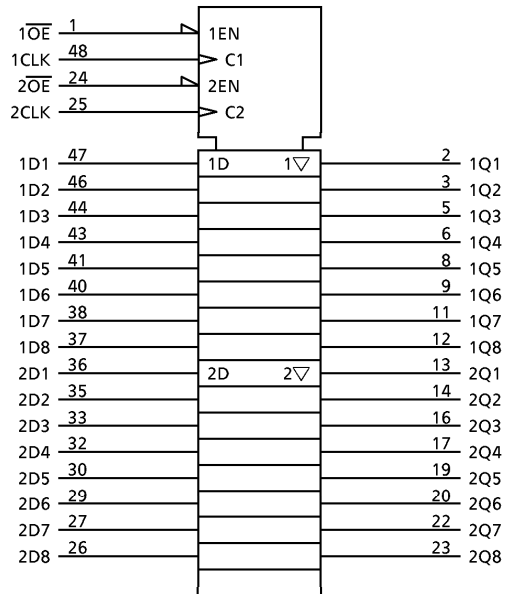 1O̅E̅ 1 1EN
1CLK 48 C1
2O̅E̅ 24 2EN
2CLK 25 C2
1D1 47 1D 1▽ 2 1Q1
1D2 46 3 1Q2
1D3 44 5 1Q3
1D4 43 6 1Q4
1D5 41 8 1Q5
1D6 40 9 1Q6
1D7 38 11 1Q7
1D8 37 12 1Q8
2D1 36 2D 2▽ 13 2Q1
2D2 35 14 2Q2
2D3 33 16 2Q3
2D4 32 17 2Q4
2D5 30 19 2Q5
2D6 29 20 2Q6
2D7 27 22 2Q7
2D8 26 23 2Q8